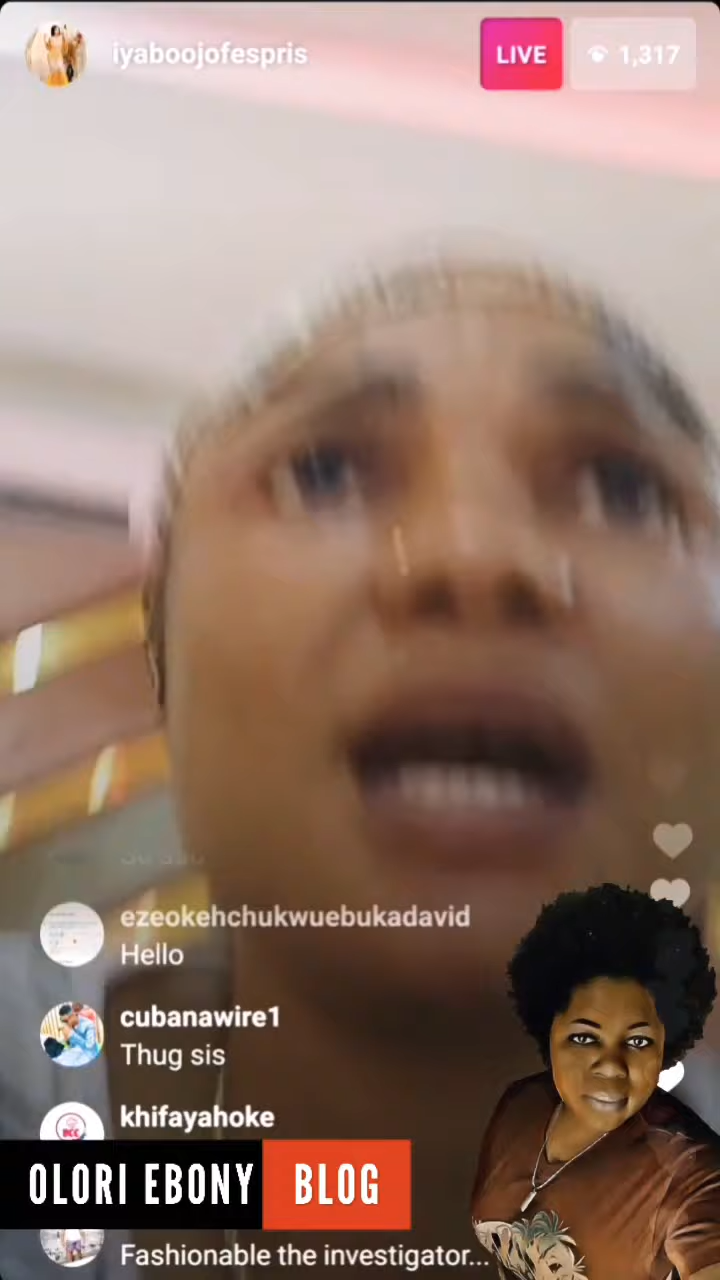 iyaboojofespris
LIVE
1,317
ezeokehchukwuebukadavid
Hello
cubanawire1
Thug sis
khifayahoke
OLORI EBONY BLOG
Fashionable the investigator...